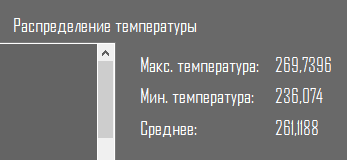 Распределение температуры
Макс. температура: 269,7396
Мин. температура: 236,074
Среднее: 261,1188